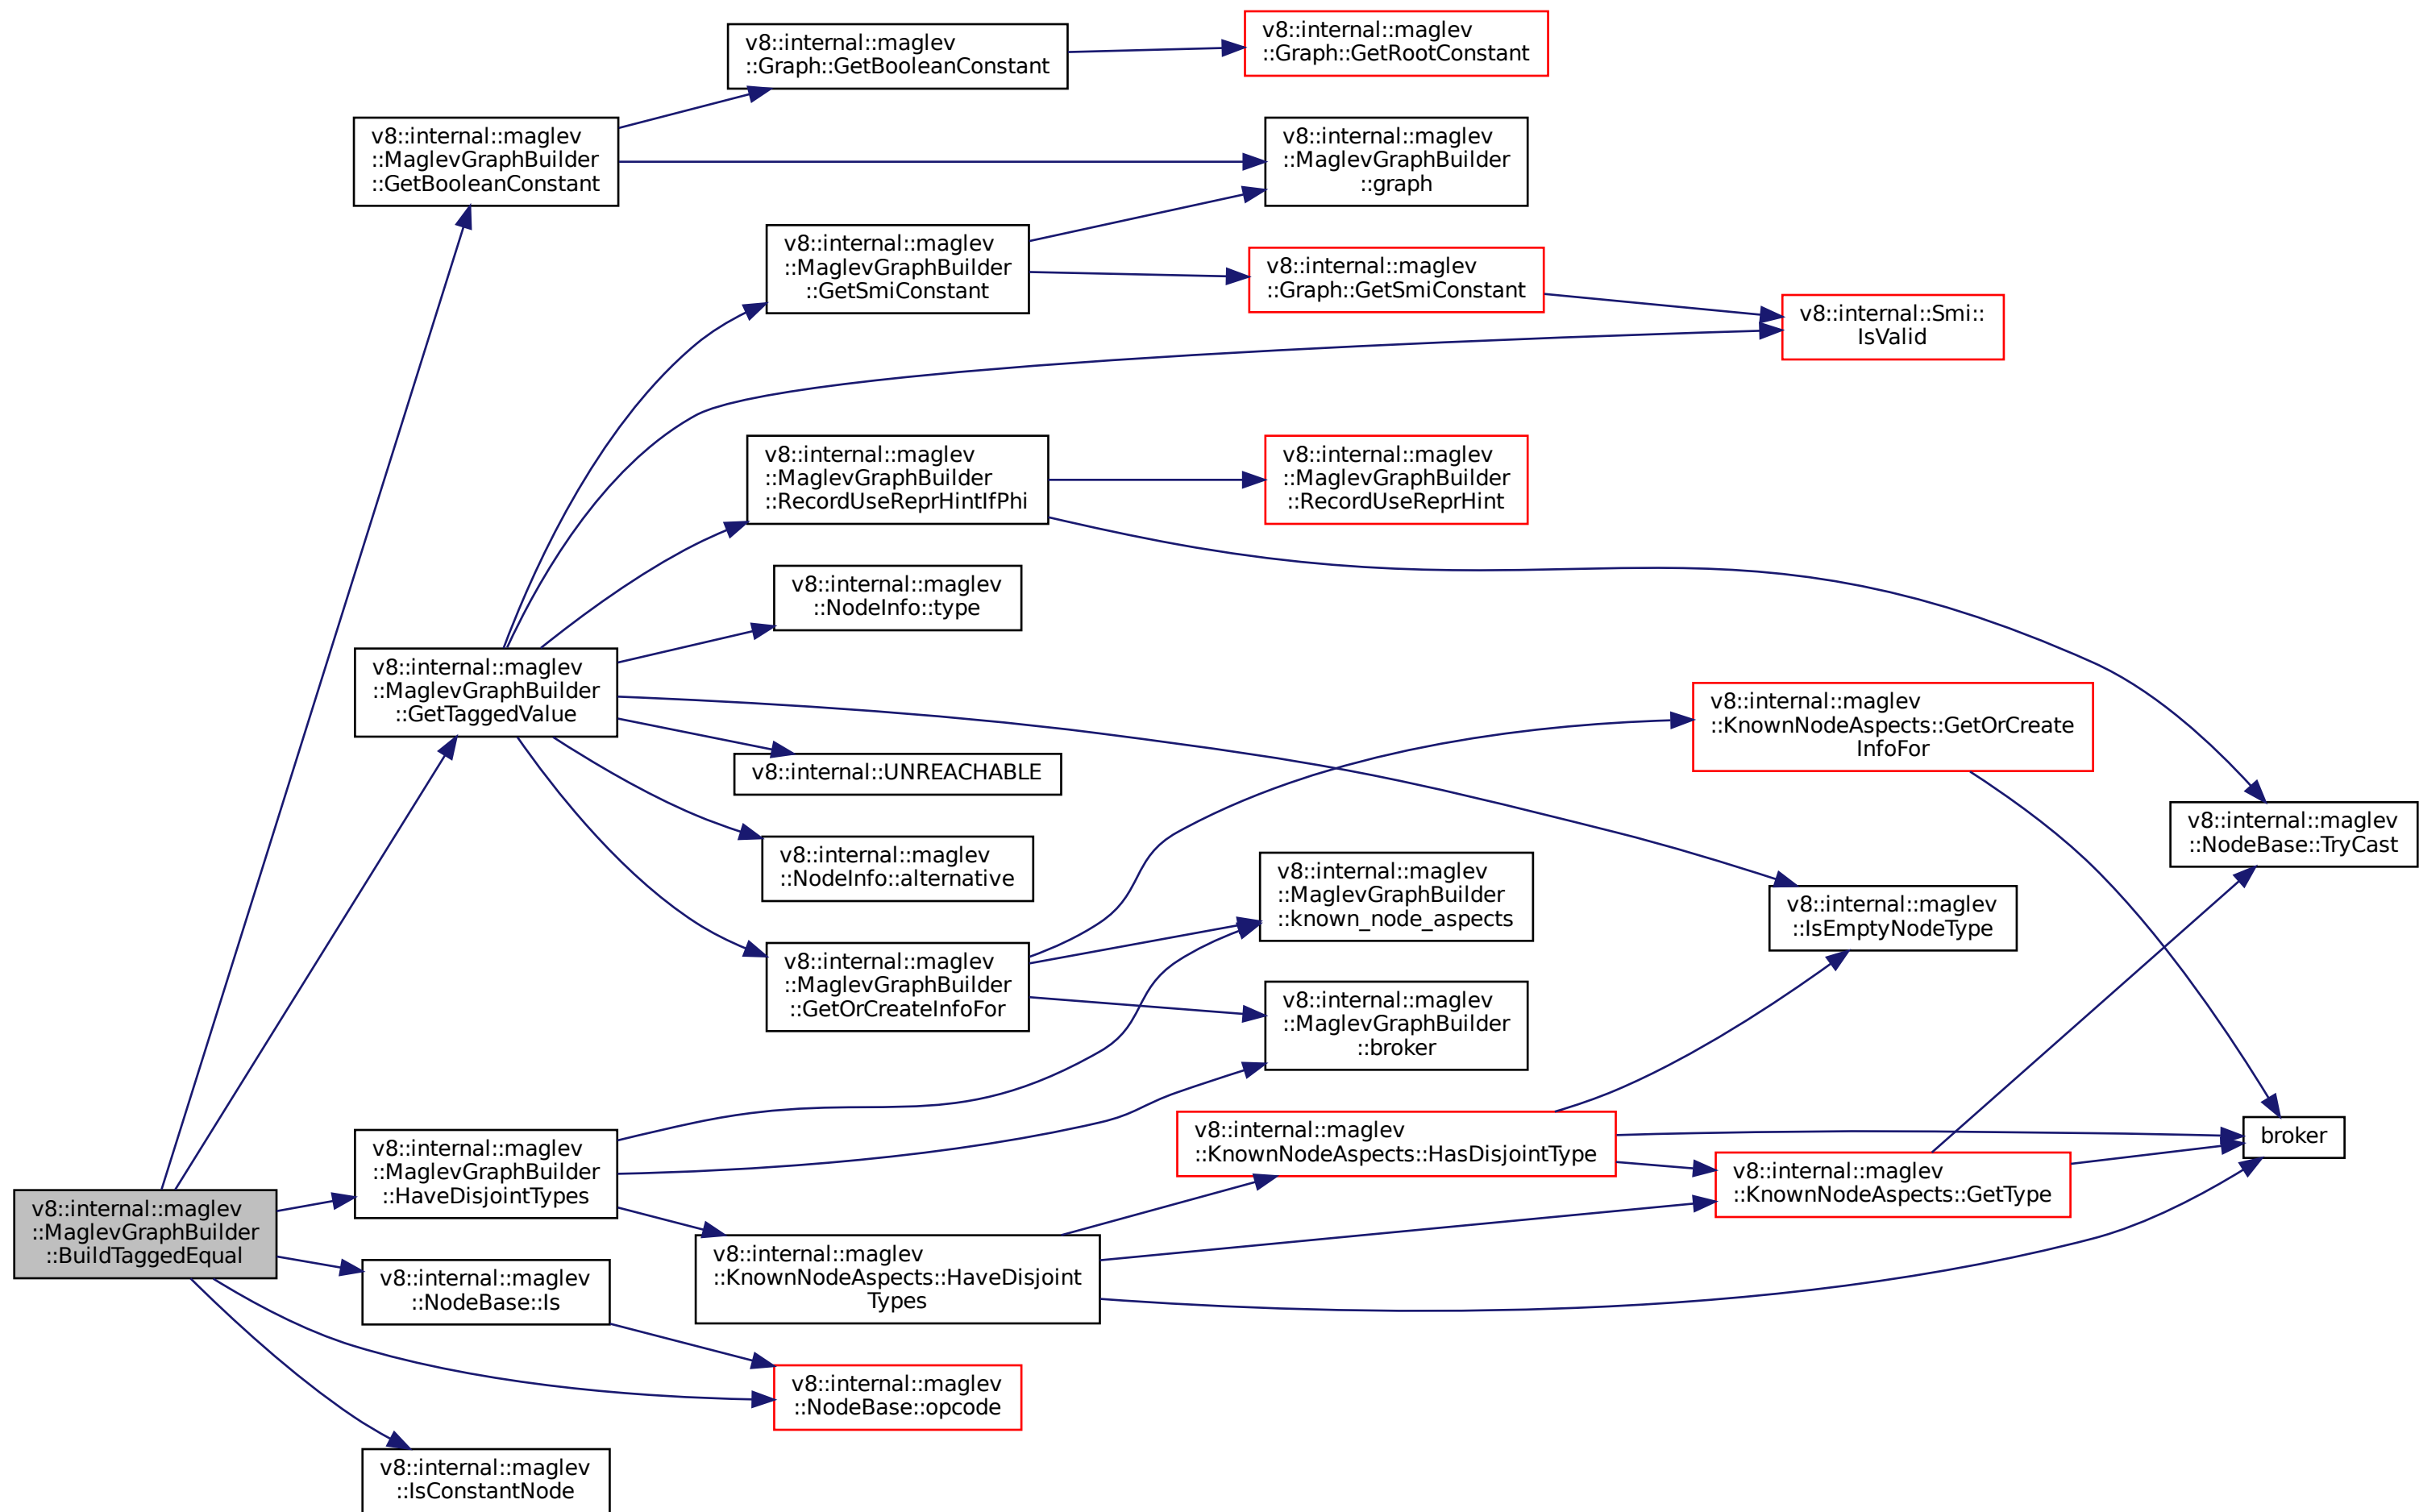 v8::internal::maglev
::MaglevGraphBuilder
::BuildTaggedEqual
v8::internal::maglev
::MaglevGraphBuilder
::GetBooleanConstant
v8::internal::maglev
::Graph::GetBooleanConstant
v8::internal::maglev
::Graph::GetRootConstant
v8::internal::maglev
::MaglevGraphBuilder
::graph
v8::internal::maglev
::MaglevGraphBuilder
::GetSmiConstant
v8::internal::maglev
::Graph::GetSmiConstant
v8::internal::Smi::
IsValid
v8::internal::maglev
::MaglevGraphBuilder
::RecordUseReprHintIfPhi
v8::internal::maglev
::MaglevGraphBuilder
::RecordUseReprHint
v8::internal::maglev
::NodeInfo::type
v8::internal::maglev
::MaglevGraphBuilder
::GetTaggedValue
v8::internal::UNREACHABLE
v8::internal::maglev
::NodeInfo::alternative
v8::internal::maglev
::KnownNodeAspects::GetOrCreate
InfoFor
v8::internal::maglev
::NodeBase::TryCast
v8::internal::maglev
::MaglevGraphBuilder
::known_node_aspects
v8::internal::maglev
::IsEmptyNodeType
v8::internal::maglev
::MaglevGraphBuilder
::GetOrCreateInfoFor
v8::internal::maglev
::MaglevGraphBuilder
::broker
v8::internal::maglev
::MaglevGraphBuilder
::HaveDisjointTypes
v8::internal::maglev
::KnownNodeAspects::HasDisjointType
broker
v8::internal::maglev
::KnownNodeAspects::GetType
v8::internal::maglev
::KnownNodeAspects::HaveDisjoint
Types
v8::internal::maglev
::NodeBase::Is
v8::internal::maglev
::NodeBase::opcode
v8::internal::maglev
::IsConstantNode